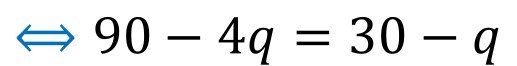 ⟺ 90 − 4𝑞 = 30 − 𝑞